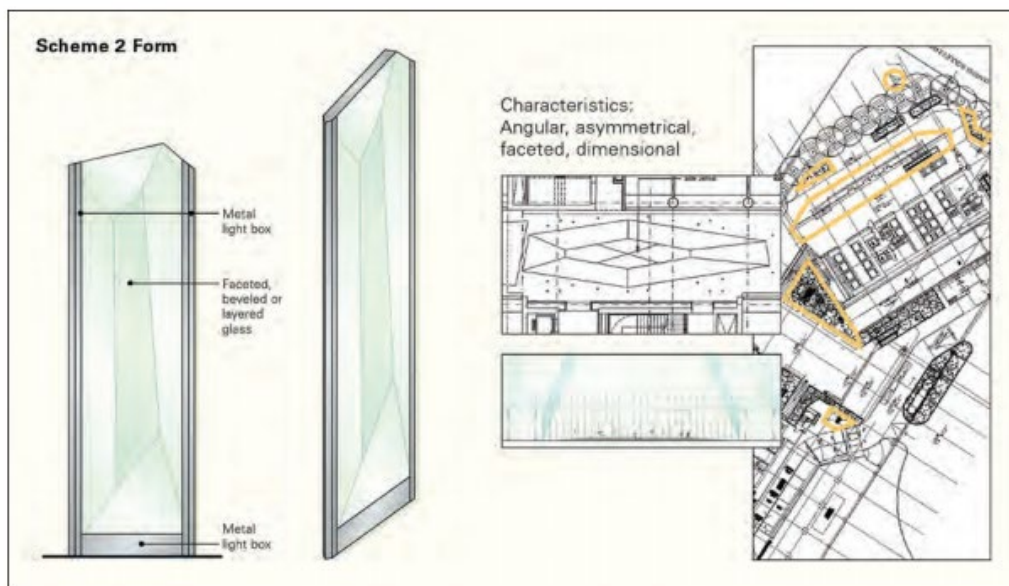 Scheme 2 Form
Metal
light box
Faceted,
beveled or
layered
glass
Metal
light box
Characteristics:
Angular, asymmetrical,
faceted, dimensional